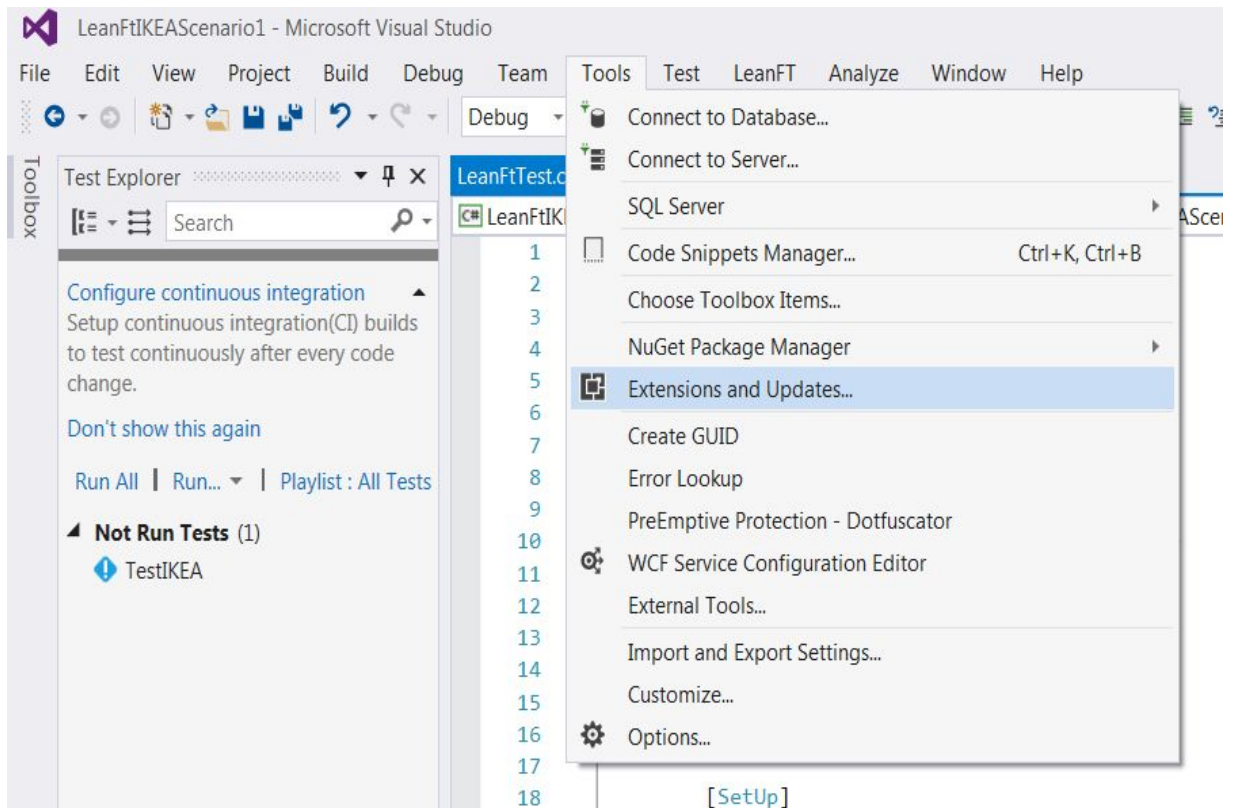 LeanFtIKEAScenario1 - Microsoft Visual Studio
File Edit View Project Build Debug Team Tools Test LeanFT Analyze Window Help
Debug
Toolbox
Test Explorer
Search
Configure continuous integration
Setup continuous integration(CI) builds
to test continuously after every code
change.
Don't show this again
Run All | Run... | Playlist : All Tests
Not Run Tests (1)
TestIKEA
LeanFtTest.c
C# LeanFtIK
AScer
1
2
3
4
5
6
7
8
9
10
11
12
13
14
15
16
17
18 [SetUp]
Connect to Database...
Connect to Server...
SQL Server
Code Snippets Manager... Ctrl+K, Ctrl+B
Choose Toolbox Items...
NuGet Package Manager
Extensions and Updates...
Create GUID
Error Lookup
PreEmptive Protection - Dotfuscator
WCF Service Configuration Editor
External Tools...
Import and Export Settings...
Customize...
Options...